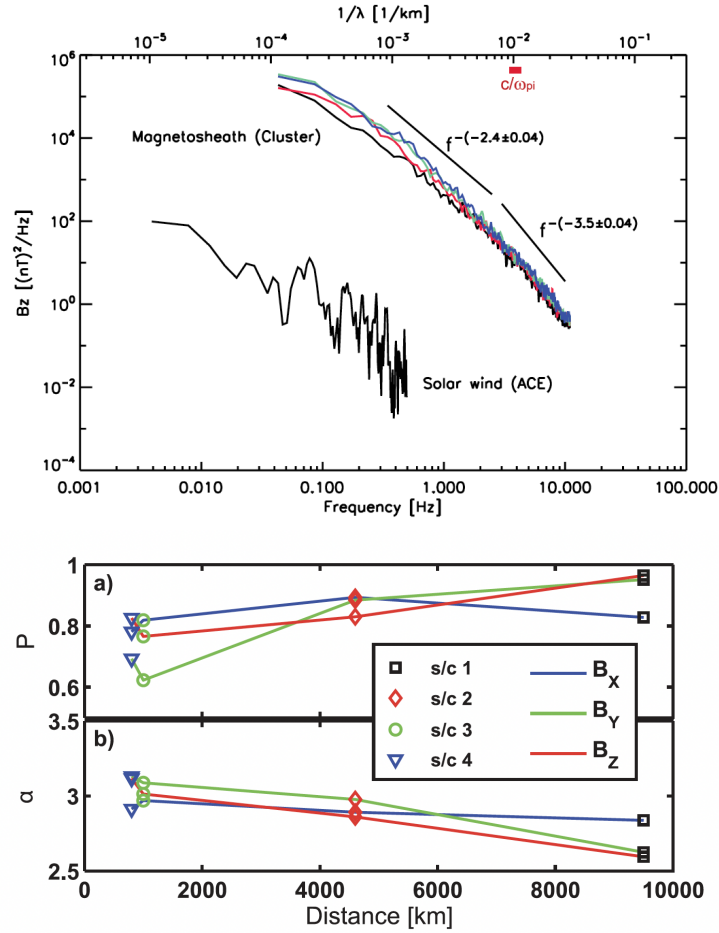 1/λ [1/km]
10⁻⁵ 10⁻⁴ 10⁻³ 10⁻² 10⁻¹
10⁶
c/ω_pi
Magnetosheath (Cluster)
f^-(-2.4±0.04)
10⁴
f^-(-3.5±0.04)
10²
Bz [(nT)²/Hz]
10⁰
Solar wind (ACE)
10⁻²
10⁻⁴
0.001 0.010 0.100 1.000 10.000 100.000
Frequency [Hz]
1
a)
P
0.8
0.6
s/c 1 B_X
s/c 2
s/c 3 B_Y
s/c 4 B_Z
3.5
b)
α
3
2.5
0 2000 4000 6000 8000 10000
Distance [km]